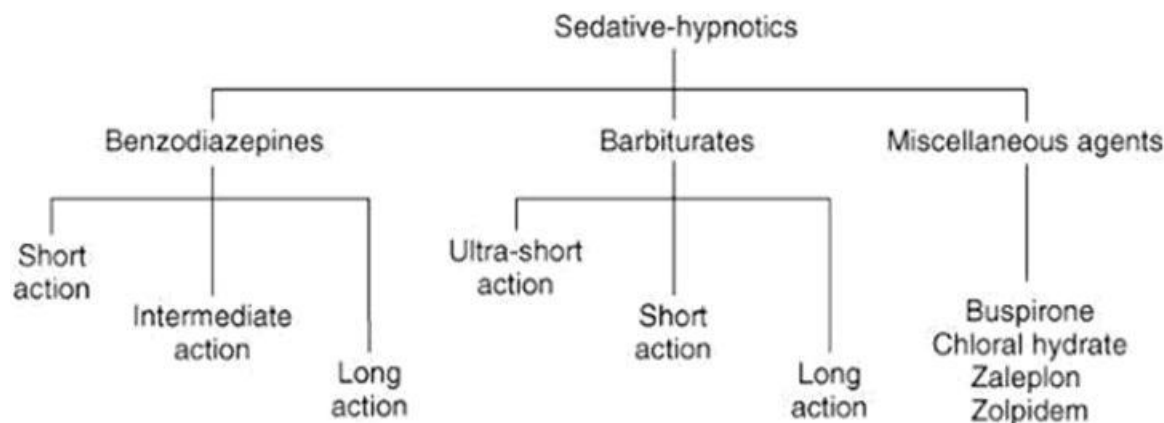 Sedative-hypnotics
Benzodiazepines
Barbiturates
Miscellaneous agents
Short
action
Intermediate
action
Long
action
Ultra-short
action
Short
action
Long
action
Buspirone
Chloral hydrate
Zaleplon
Zolpidem